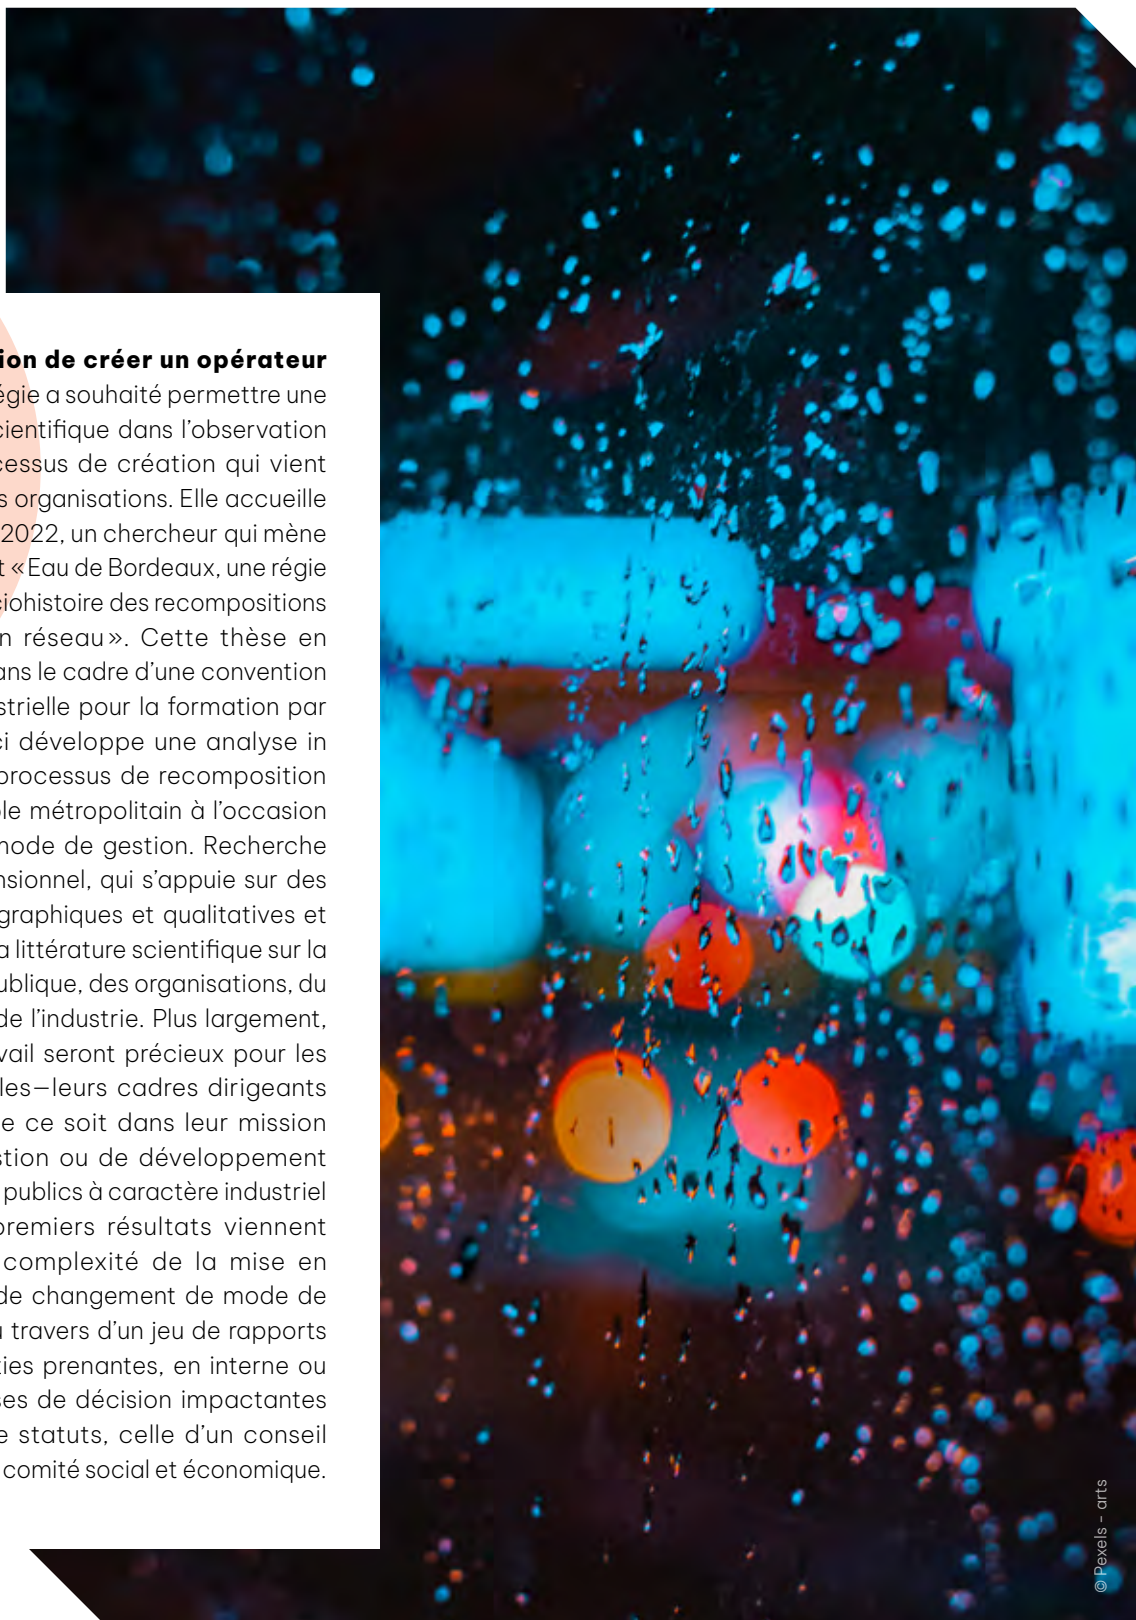 ion de créer un opérateur
égie a souhaité permettre une
cientifique dans l’observation
cessus de création qui vient
s organisations. Elle accueille
2022, un chercheur qui mène
t «Eau de Bordeaux, une régie
ciohistoire des recompositions
n réseau». Cette thèse en
ans le cadre d’une convention
strielle pour la formation par
ci développe une analyse in
processus de recomposition
le métropolitain à l’occasion
mode de gestion. Recherche
nsionnel, qui s’appuie sur des
graphiques et qualitatives et
a littérature scientifique sur la
ublique, des organisations, du
de l’industrie. Plus largement,
vail seront précieux pour les
les–leurs cadres dirigeants
e ce soit dans leur mission
stion ou de développement
publics à caractère industriel
premiers résultats viennent
complexité de la mise en
de changement de mode de
u travers d’un jeu de rapports
ties prenantes, en interne ou
ses de décision impactantes
e statuts, celle d’un conseil
comité social et économique.
© Pexels – arts